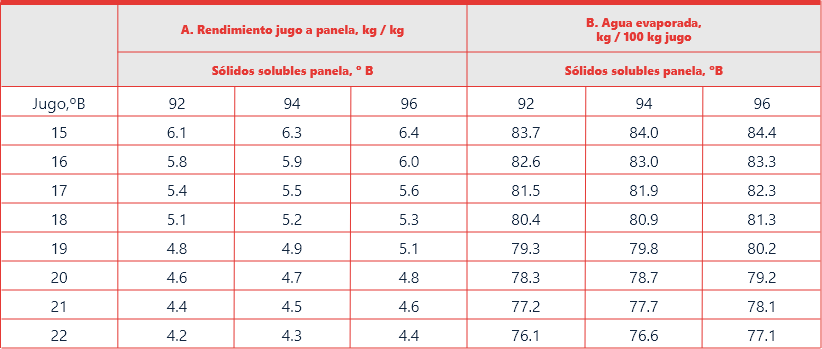 A. Rendimiento jugo a panela, kg / kg
B. Agua evaporada,
kg / 100 kg jugo
Sólidos solubles panela, º B
Sólidos solubles panela, ºB
Jugo,ºB 92 94 96 92 94 96
15 6.1 6.3 6.4 83.7 84.0 84.4
16 5.8 5.9 6.0 82.6 83.0 83.3
17 5.4 5.5 5.6 81.5 81.9 82.3
18 5.1 5.2 5.3 80.4 80.9 81.3
19 4.8 4.9 5.1 79.3 79.8 80.2
20 4.6 4.7 4.8 78.3 78.7 79.2
21 4.4 4.5 4.6 77.2 77.7 78.1
22 4.2 4.3 4.4 76.1 76.6 77.1